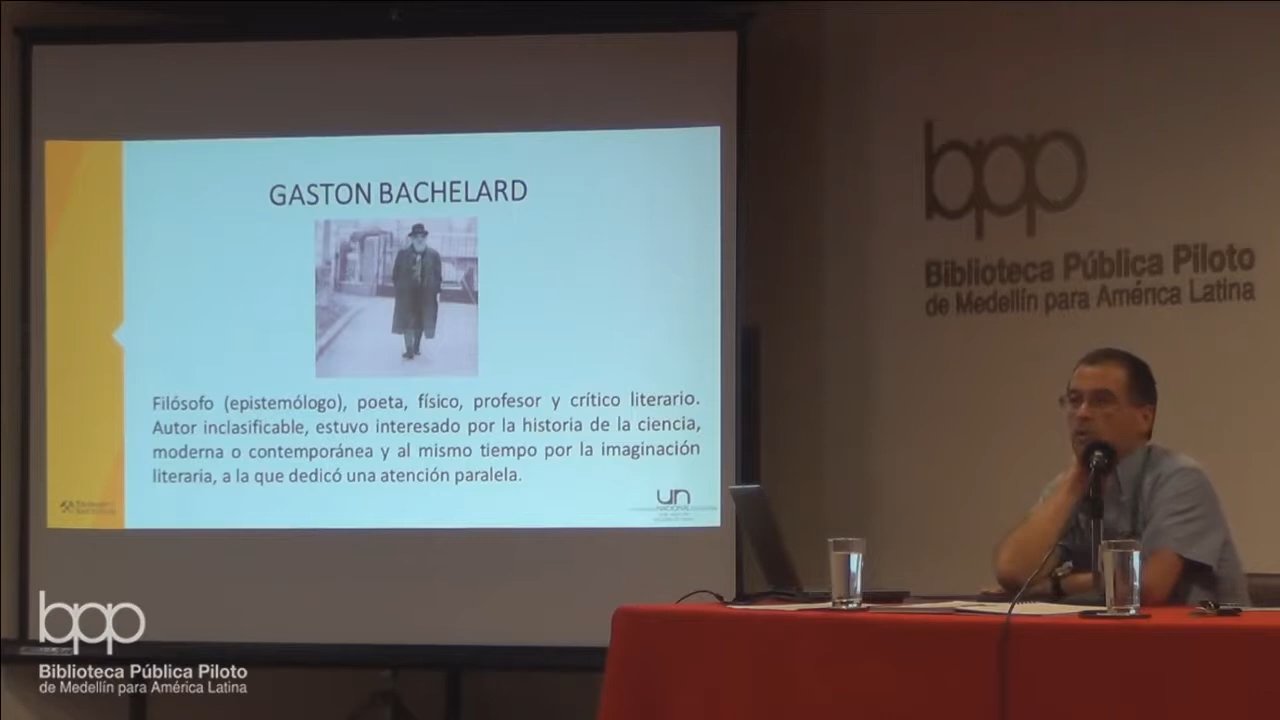 GASTON BACHELARD
Filósofo (epistemólogo), poeta, físico, profesor y crítico literario.
Autor inclasificable, estuvo interesado por la historia de la ciencia,
moderna o contemporánea y al mismo tiempo por la imaginación
literaria, a la que dedicó una atención paralela.
un
NACIONAL
bpp
Biblioteca Pública Piloto
de Medellín para América Latina
bpp
Biblioteca Pública Piloto
de Medellín para América Latina